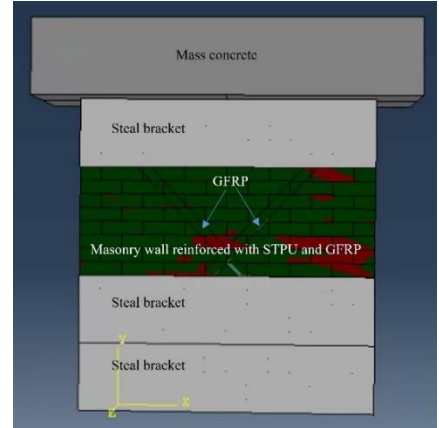 Mass concrete
Steal bracket
GFRP
Masonry wall reinforced with STPU and GFRP
Steal bracket
Y
Steal bracket
Z
X